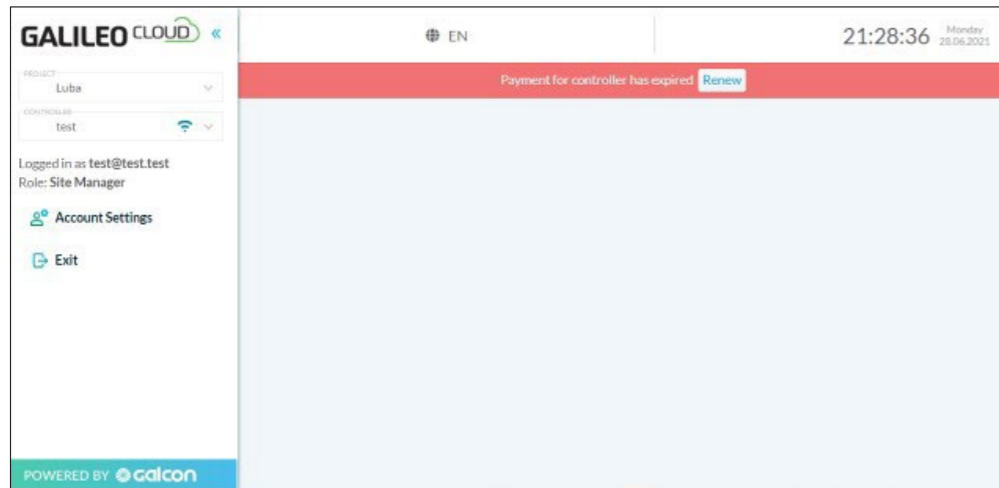 GALILEO CLOUD «
EN
21:28:36
Monday
28.06.2021
PROJECT
Luba
Payment for controller has expired Renew
CONTROLLER
test
Logged in as test@test.test
Role: Site Manager
Account Settings
Exit
POWERED BY Galcon